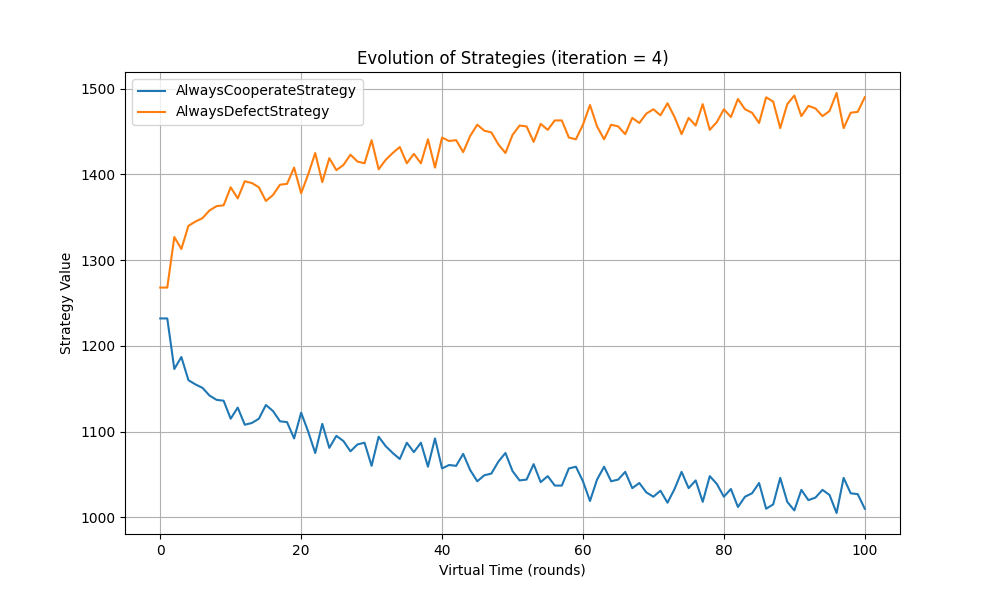 Evolution of Strategies (iteration = 4)
AlwaysCooperateStrategy
AlwaysDefectStrategy
Strategy Value
1500
1400
1300
1200
1100
1000
0 20 40 60 80 100
Virtual Time (rounds)